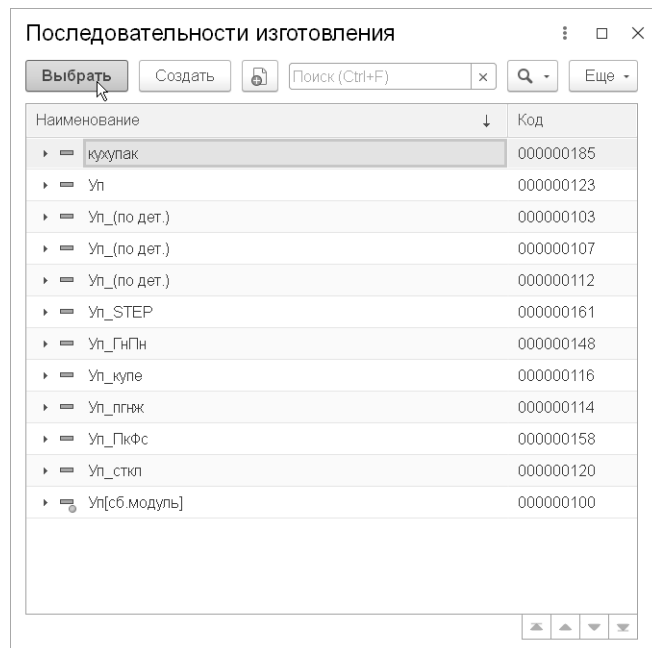 Последовательности изготовления
Выбрать Создать Поиск (Ctrl+F) Еще
Наименование Код
кухупак 000000185
Уп 000000123
Уп_(по дет.) 000000103
Уп_(по дет.) 000000107
Уп_(по дет.) 000000112
Уп_STEP 000000161
Уп_ГнПн 000000148
Уп_купе 000000116
Уп_пгнж 000000114
Уп_ПкФс 000000158
Уп_сткл 000000120
Уп[сб.модуль] 000000100